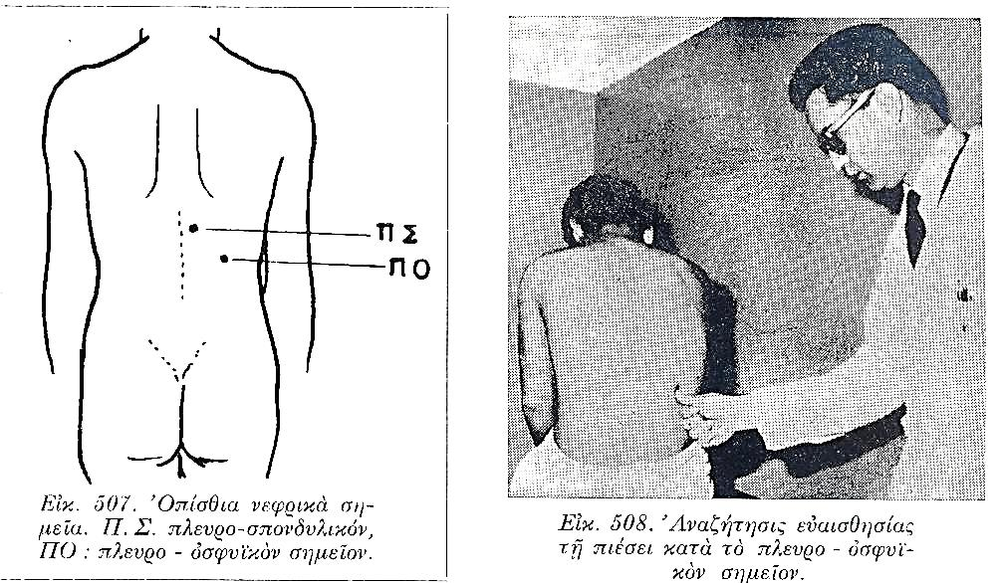 Π Σ
Π Ο
Εἰκ. 507. Ὀπίσθια νεφρικὰ ση-
μεῖα. Π. Σ. πλευρο-σπονδυλικόν,
ΠΟ : πλευρο - ὀσφυϊκὸν σημεῖον.
Εἰκ. 508. Ἀναζήτησις εὐαισθησίας
τῇ πιέσει κατὰ τὸ πλευρο - ὀσφυϊ-
κὸν σημεῖον.